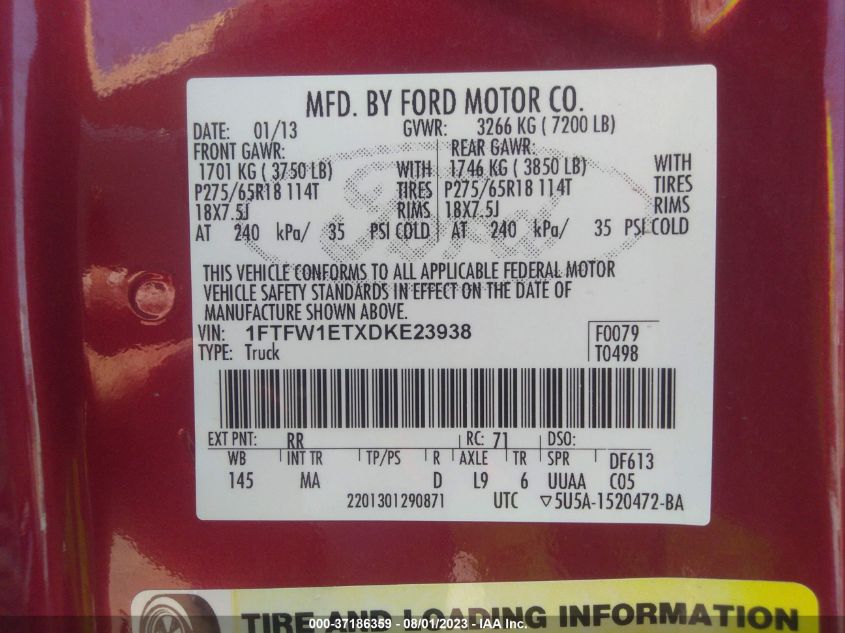 MFD. BY FORD MOTOR CO.
DATE: 01/13 GVWR: 3266 KG ( 7200 LB)
FRONT GAWR: REAR GAWR:
1701 KG ( 3750 LB) WITH 1746 KG ( 3850 LB) WITH
P275/65R18 114T TIRES P275/65R18 114T TIRES
18X7.5J RIMS 18X7.5J RIMS
AT 240 kPa/ 35 PSI COLD AT 240 kPa/ 35 PSI COLD
Ford
THIS VEHICLE CONFORMS TO ALL APPLICABLE FEDERAL MOTOR
VEHICLE SAFETY STANDARDS IN EFFECT ON THE DATE OF
MANUFACTURE SHOWN ABOVE.
VIN: 1FTFW1ETXDKE23938 F0079
TYPE: Truck T0498
EXT PNT: RR RC: 71 DSO:
WB INT TR TP/PS R AXLE TR SPR DF613
145 MA D L9 6 UUAA C05
2201301290871 UTC ▽5U5A-1520472-BA
TIRE AND LOADING INFORMATION
000-37186359 - 08/01/2023 - IAA Inc.